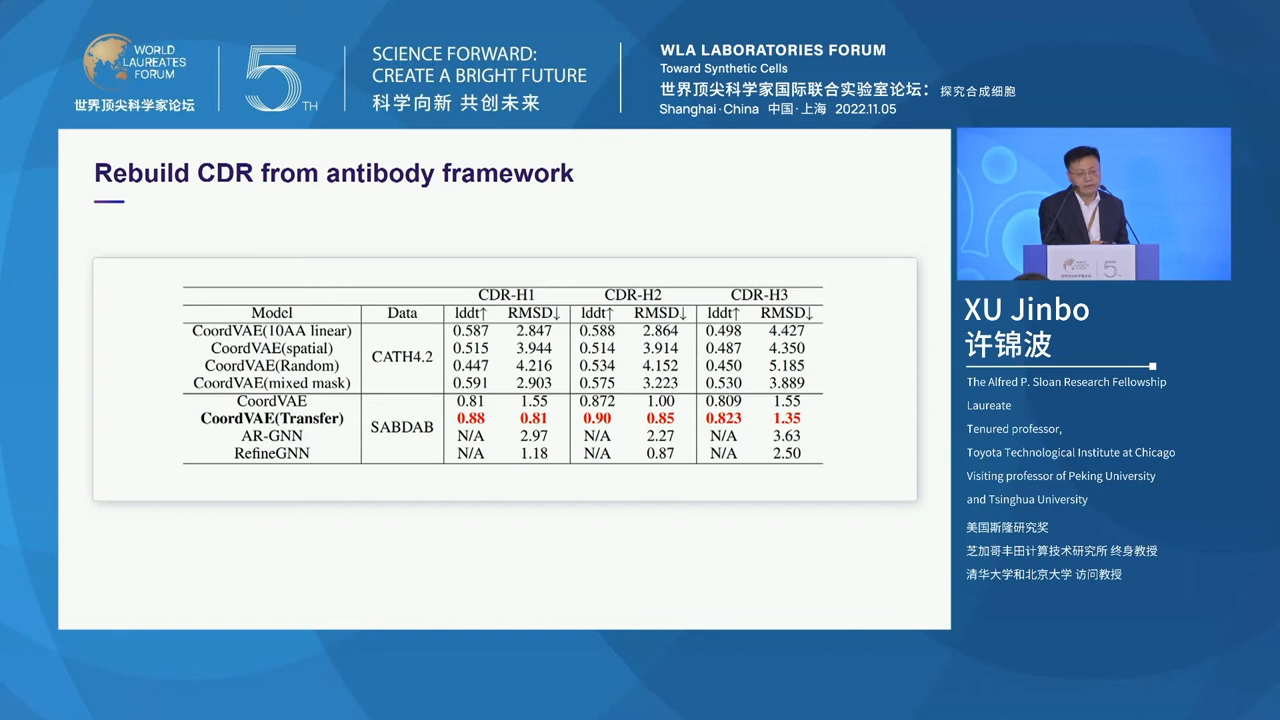 WORLD
LAUREATES
FORUM
世界顶尖科学家论坛
5TH
SCIENCE FORWARD:
CREATE A BRIGHT FUTURE
科学向新 共创未来
WLA LABORATORIES FORUM
Toward Synthetic Cells
世界顶尖科学家国际联合实验室论坛：探究合成细胞
Shanghai·China 中国·上海 2022.11.05
Rebuild CDR from antibody framework
CDR-H1 CDR-H2 CDR-H3
Model Data lddt↑ RMSD↓ lddt↑ RMSD↓ lddt↑ RMSD↓
CoordVAE(10AA linear) 0.587 2.847 0.588 2.864 0.498 4.427
CoordVAE(spatial) 0.515 3.944 0.514 3.914 0.487 4.350
CATH4.2
CoordVAE(Random) 0.447 4.216 0.534 4.152 0.450 5.185
CoordVAE(mixed mask) 0.591 2.903 0.575 3.223 0.530 3.889
CoordVAE 0.81 1.55 0.872 1.00 0.809 1.55
CoordVAE(Transfer) 0.88 0.81 0.90 0.85 0.823 1.35
SABDAB
AR-GNN N/A 2.97 N/A 2.27 N/A 3.63
RefineGNN N/A 1.18 N/A 0.87 N/A 2.50
XU Jinbo
许锦波
The Alfred P. Sloan Research Fellowship
Laureate
Tenured professor,
Toyota Technological Institute at Chicago
Visiting professor of Peking University
and Tsinghua University
美国斯隆研究奖
芝加哥丰田计算技术研究所 终身教授
清华大学和北京大学 访问教授